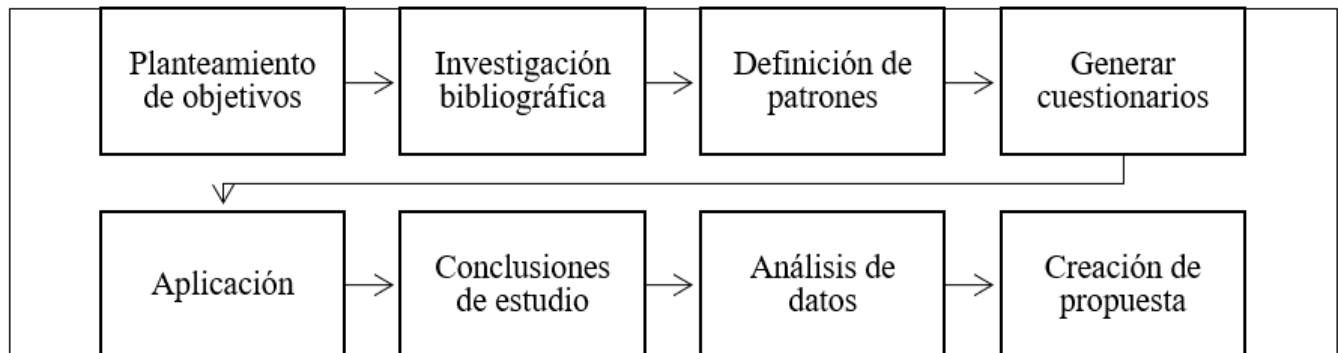 Planteamiento
de objetivos
Investigación
bibliográfica
Definición de
patrones
Generar
cuestionarios
Aplicación
Conclusiones
de estudio
Análisis de
datos
Creación de
propuesta